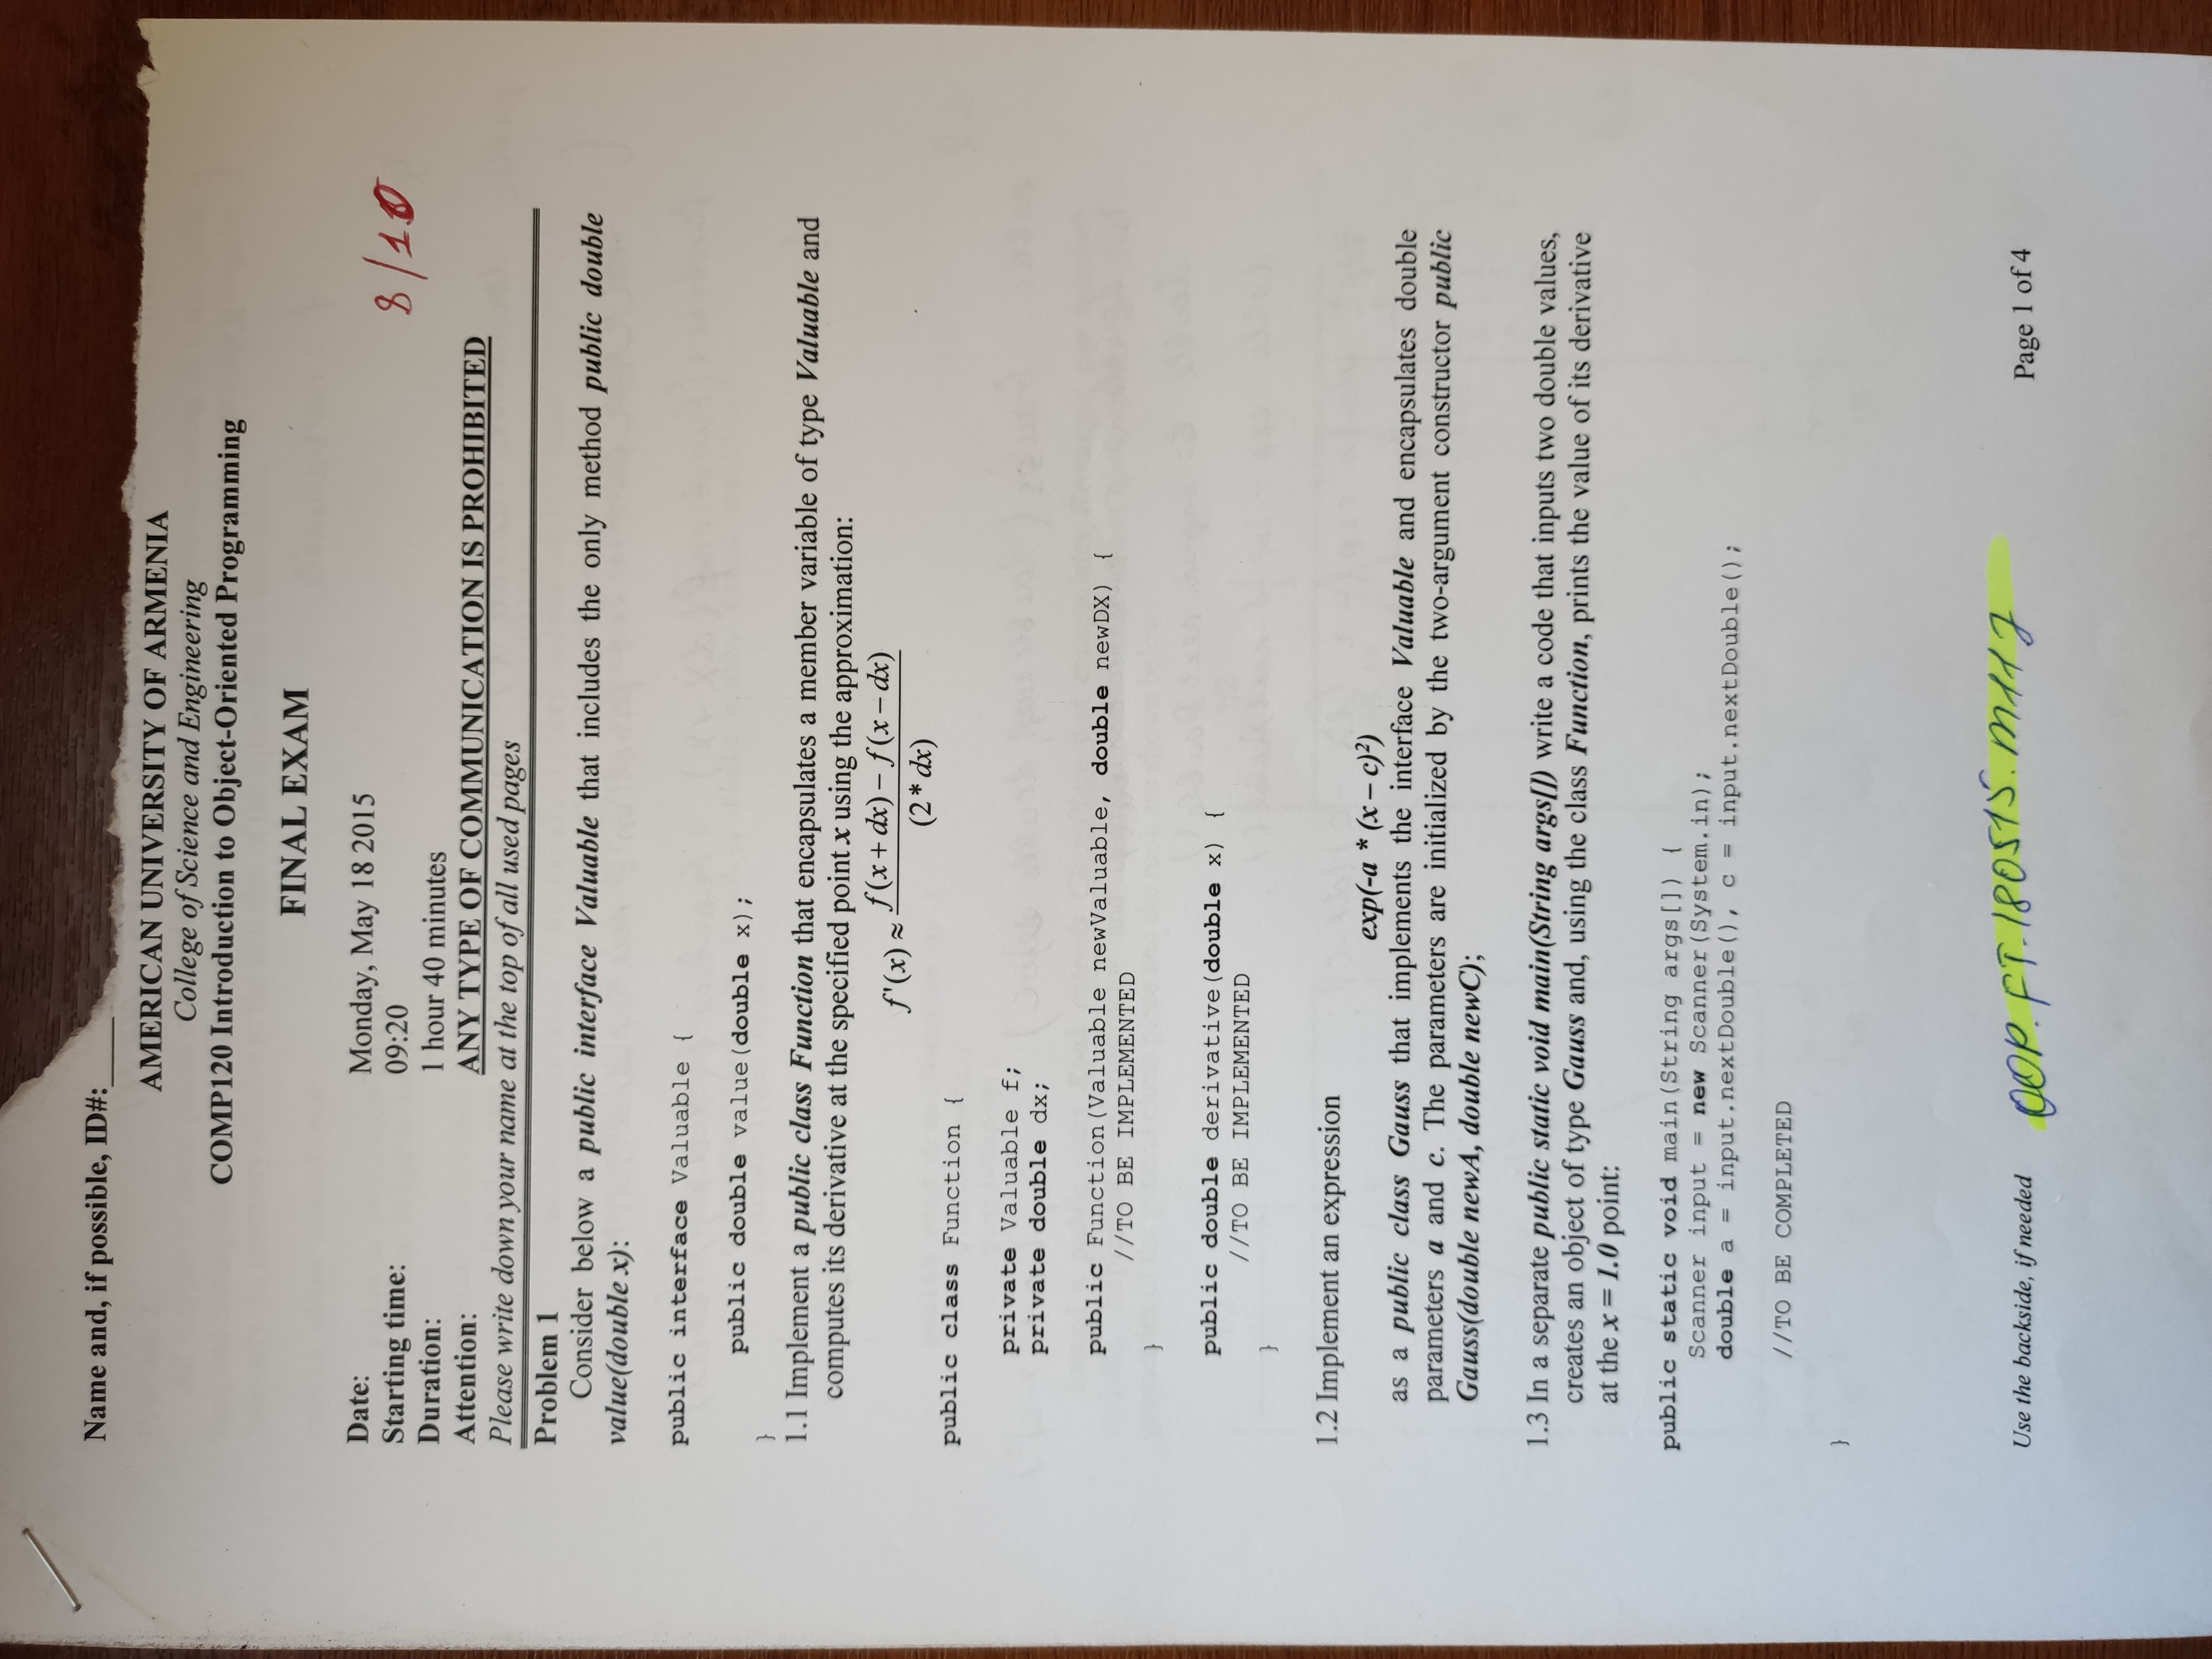 Name and, if possible, ID#:_____
AMERICAN UNIVERSITY OF ARMENIA
College of Science and Engineering
COMP120 Introduction to Object-Oriented Programming
FINAL EXAM
Date: Monday, May 18 2015
Starting time: 09:20
8/10
Duration: 1 hour 40 minutes
Attention: ANY TYPE OF COMMUNICATION IS PROHIBITED
Please write down your name at the top of all used pages
Problem 1
Consider below a public interface Valuable that includes the only method public double
value(double x):
public interface Valuable {
public double value(double x);
}
1.1 Implement a public class Function that encapsulates a member variable of type Valuable and
computes its derivative at the specified point x using the approximation:
f'(x) ≈ f(x + dx) – f(x – dx)
(2 * dx)
public class Function {
private Valuable f;
private double dx;
public Function(Valuable newValuable, double newDX) {
//TO BE IMPLEMENTED
}
public double derivative(double x) {
//TO BE IMPLEMENTED
}
1.2 Implement an expression
exp(-a * (x – c)²)
as a public class Gauss that implements the interface Valuable and encapsulates double
parameters a and c. The parameters are initialized by the two-argument constructor public
Gauss(double newA, double newC);
1.3 In a separate public static void main(String args[]) write a code that inputs two double values,
creates an object of type Gauss and, using the class Function, prints the value of its derivative
at the x = 1.0 point:
public static void main(String args[]) {
Scanner input = new Scanner(System.in);
double a = input.nextDouble(), c = input.nextDouble();
//TO BE COMPLETED
}
Use the backside, if needed
OOP.FT.180515.M11J
Page 1 of 4